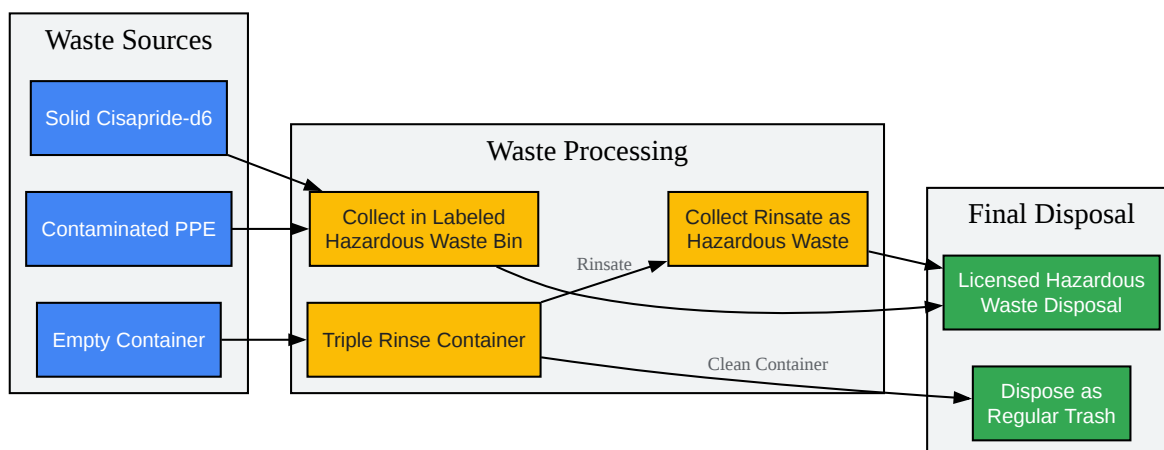 Waste Sources
Solid Cisapride-d6
Contaminated PPE
Empty Container
Waste Processing
Collect in Labeled
Hazardous Waste Bin
Triple Rinse Container
Rinsate
Collect Rinsate as
Hazardous Waste
Clean Container
Final Disposal
Licensed Hazardous
Waste Disposal
Dispose as
Regular Trash